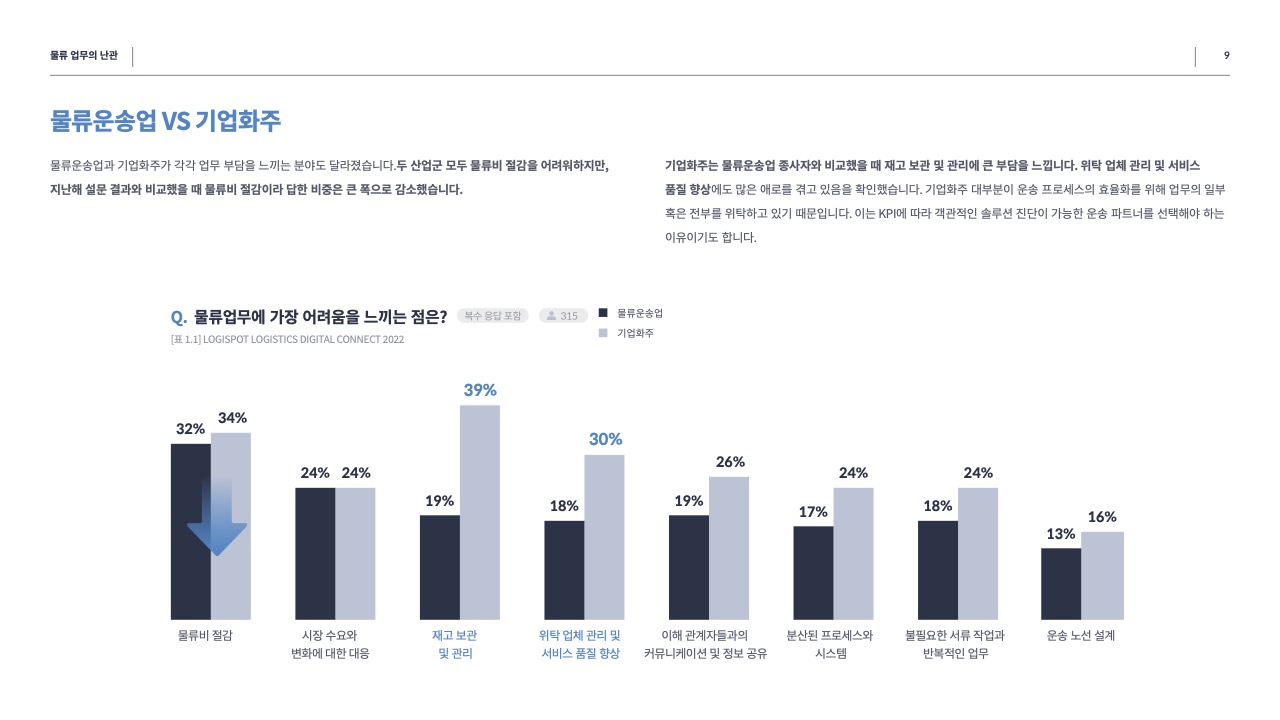 물류 업무의 난관
9
물류운송업 VS 기업화주
물류운송업과 기업화주가 각각 업무 부담을 느끼는 분야도 달라졌습니다.두 산업군 모두 물류비 절감을 어려워하지만,
지난해 설문 결과와 비교했을 때 물류비 절감이라 답한 비중은 큰 폭으로 감소했습니다.
기업화주는 물류운송업 종사자와 비교했을 때 재고 보관 및 관리에 큰 부담을 느낍니다. 위탁 업체 관리 및 서비스
품질 향상에도 많은 애로를 겪고 있음을 확인했습니다. 기업화주 대부분이 운송 프로세스의 효율화를 위해 업무의 일부
혹은 전부를 위탁하고 있기 때문입니다. 이는 KPI에 따라 객관적인 솔루션 진단이 가능한 운송 파트너를 선택해야 하는
이유이기도 합니다.
Q. 물류업무에 가장 어려움을 느끼는 점은? 복수 응답 포함 315
[표 1.1] LOGISPOT LOGISTICS DIGITAL CONNECT 2022
물류운송업
기업화주
32% 34%
24% 24%
19% 39%
18% 30%
19% 26%
17% 24%
18% 24%
13% 16%
물류비 절감
시장 수요와
변화에 대한 대응
재고 보관
및 관리
위탁 업체 관리 및
서비스 품질 향상
이해 관계자들과의
커뮤니케이션 및 정보 공유
분산된 프로세스와
시스템
불필요한 서류 작업과
반복적인 업무
운송 노선 설계